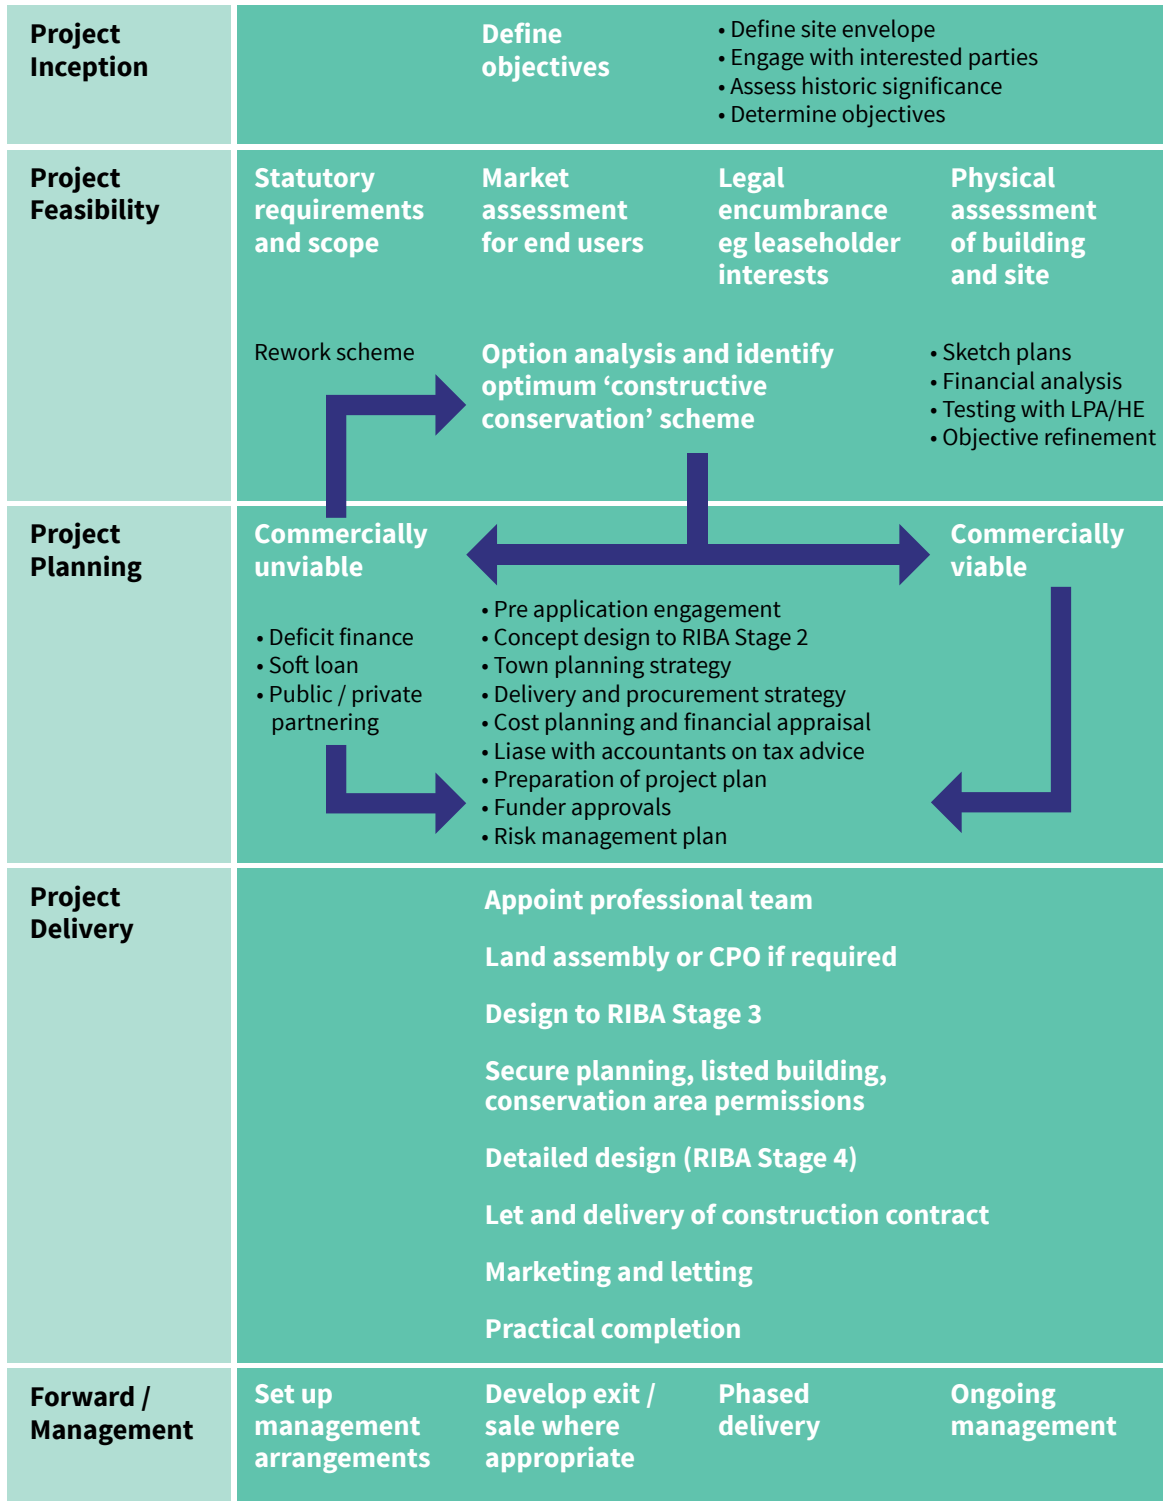 Project
Inception
Define
objectives
• Define site envelope
• Engage with interested parties
• Assess historic significance
• Determine objectives
Project
Feasibility
Statutory
requirements
and scope
Market
assessment
for end users
Legal
encumbrance
eg leaseholder
interests
Physical
assessment
of building
and site
Rework scheme
Option analysis and identify
optimum ‘constructive
conservation’ scheme
• Sketch plans
• Financial analysis
• Testing with LPA/HE
• Objective refinement
Project
Planning
Commercially
unviable
Commercially
viable
• Deficit finance
• Soft loan
• Public / private
partnering
• Pre application engagement
• Concept design to RIBA Stage 2
• Town planning strategy
• Delivery and procurement strategy
• Cost planning and financial appraisal
• Liase with accountants on tax advice
• Preparation of project plan
• Funder approvals
• Risk management plan
Project
Delivery
Appoint professional team
Land assembly or CPO if required
Design to RIBA Stage 3
Secure planning, listed building,
conservation area permissions
Detailed design (RIBA Stage 4)
Let and delivery of construction contract
Marketing and letting
Practical completion
Forward /
Management
Set up
management
arrangements
Develop exit /
sale where
appropriate
Phased
delivery
Ongoing
management